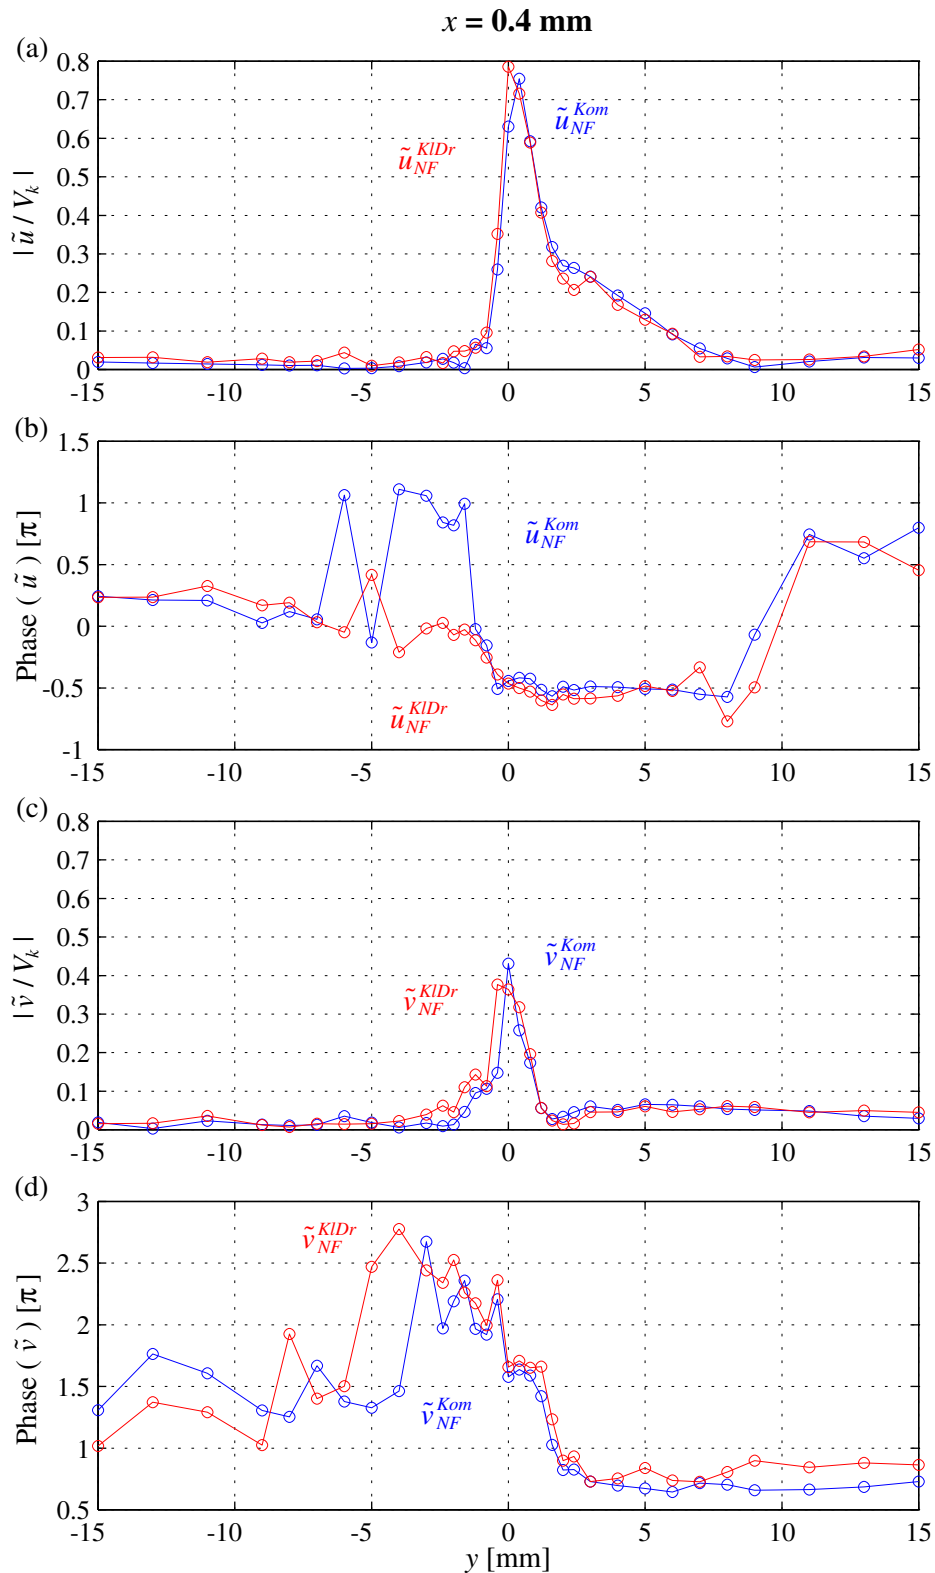 x = 0.4 mm
(a)
0.8
0.7
0.6
0.5
0.4
0.3
0.2
0.1
0
| ũ / V_k |
ũ_NF^Kom
ũ_NF^KlDr
-15 -10 -5 0 5 10 15
(b)
1.5
1
0.5
0
-0.5
-1
Phase ( ũ ) [π]
ũ_NF^Kom
ũ_NF^KlDr
-15 -10 -5 0 5 10 15
(c)
0.8
0.7
0.6
0.5
0.4
0.3
0.2
0.1
0
| ṽ / V_k |
ṽ_NF^Kom
ṽ_NF^KlDr
-15 -10 -5 0 5 10 15
(d)
3
2.5
2
1.5
1
0.5
Phase ( ṽ ) [π]
ṽ_NF^KlDr
ṽ_NF^Kom
-15 -10 -5 0 5 10 15
y [mm]